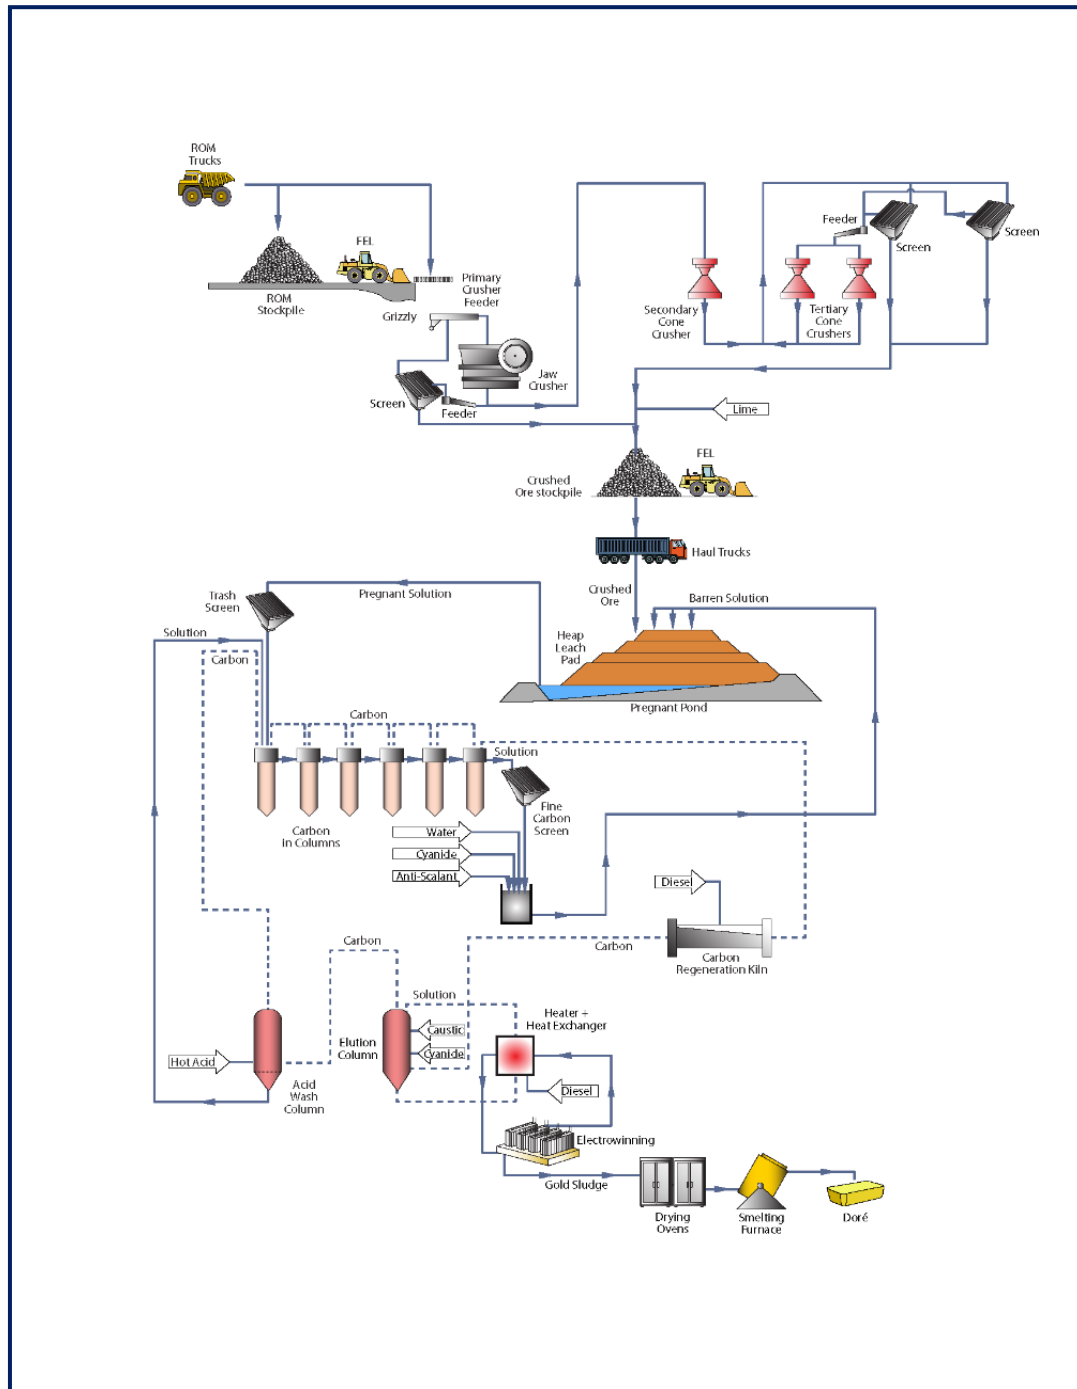 ROM
Trucks
FEL
ROM
Stockpile
Primary
Crusher
Feeder
Grizzly
Jaw
Crusher
Screen
Feeder
Secondary
Cone
Crusher
Tertiary
Cone
Crushers
Feeder
Screen
Screen
Lime
FEL
Crushed
Ore stockpile
Haul Trucks
Crushed
Ore
Pregnant Solution
Barren Solution
Trash
Screen
Solution
Carbon
Heap
Leach
Pad
Pregnant Pond
Carbon
Solution
Fine
Carbon
Screen
Carbon
in Columns
Water
Cyanide
Anti-Scalant
Diesel
Carbon
Carbon
Regeneration Kiln
Carbon
Solution
Heater +
Heat Exchanger
Caustic
Cyanide
Elution
Column
Hot Acid
Acid
Wash
Column
Diesel
Electrowinning
Gold Sludge
Drying
Ovens
Smelting
Furnace
Doré